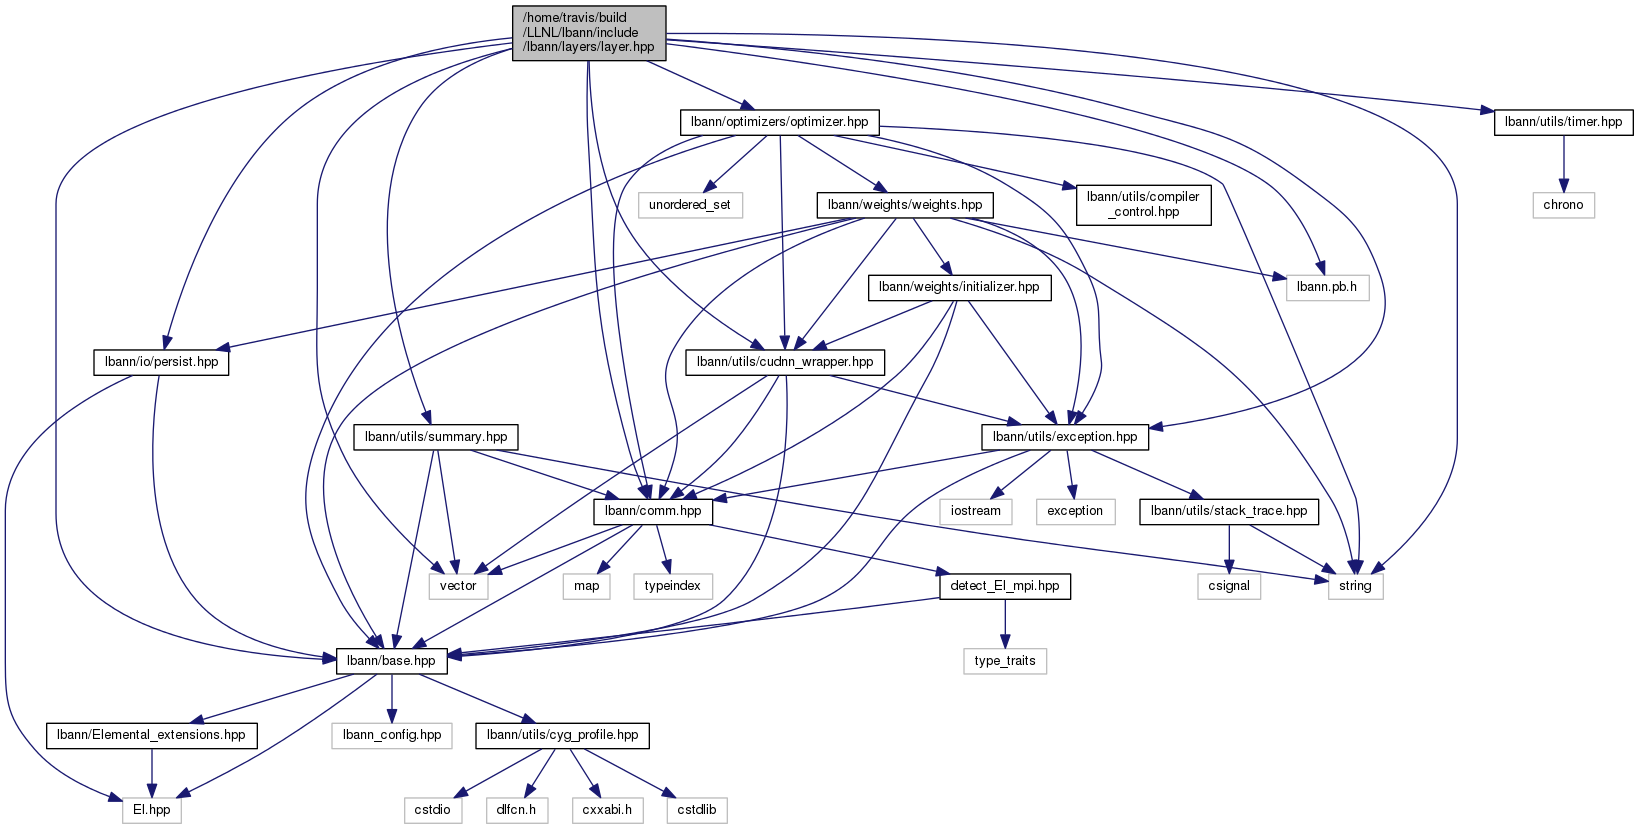 /home/travis/build
/LLNL/lbann/include
/lbann/layers/layer.hpp
lbann/optimizers/optimizer.hpp
lbann/utils/timer.hpp
unordered_set
lbann/weights/weights.hpp
lbann/utils/compiler
_control.hpp
chrono
lbann/weights/initializer.hpp
lbann.pb.h
lbann/io/persist.hpp
lbann/utils/cudnn_wrapper.hpp
lbann/utils/summary.hpp
lbann/utils/exception.hpp
lbann/comm.hpp
iostream
exception
lbann/utils/stack_trace.hpp
vector
map
typeindex
detect_El_mpi.hpp
csignal
string
lbann/base.hpp
type_traits
lbann/Elemental_extensions.hpp
lbann_config.hpp
lbann/utils/cyg_profile.hpp
El.hpp
cstdio
dlfcn.h
cxxabi.h
cstdlib